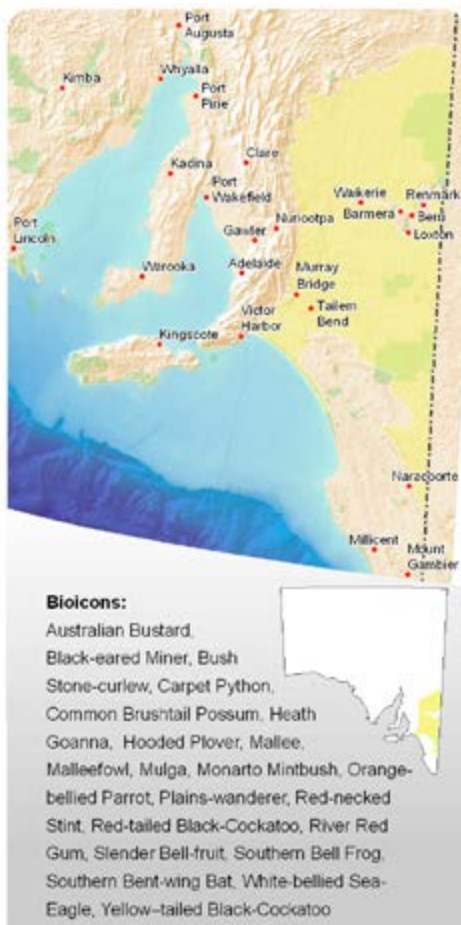 Port
Augusta
Whyalla
Kimba
Port
Pirie
Clare
Kadina
Port
Wakefield
Waikerie
Renmark
Barmera
Berri
Nuriootpa
Loxton
Port
Lincoln
Gawler
Adelaide
Murray
Bridge
Warooka
Tailem
Bend
Victor
Harbor
Kingscote
Naracoorte
Millicent
Mount
Gambier
Bioicons:
Australian Bustard,
Black-eared Miner, Bush
Stone-curlew, Carpet Python,
Common Brushtail Possum, Heath
Goanna, Hooded Plover, Mallee,
Malleefowl, Mulga, Monarto Mintbush, Orange-
bellied Parrot, Plains-wanderer, Red-necked
Stint, Red-tailed Black-Cockatoo, River Red
Gum, Slender Bell-fruit, Southern Bell Frog,
Southern Bent-wing Bat, White-bellied Sea-
Eagle, Yellow–tailed Black-Cockatoo